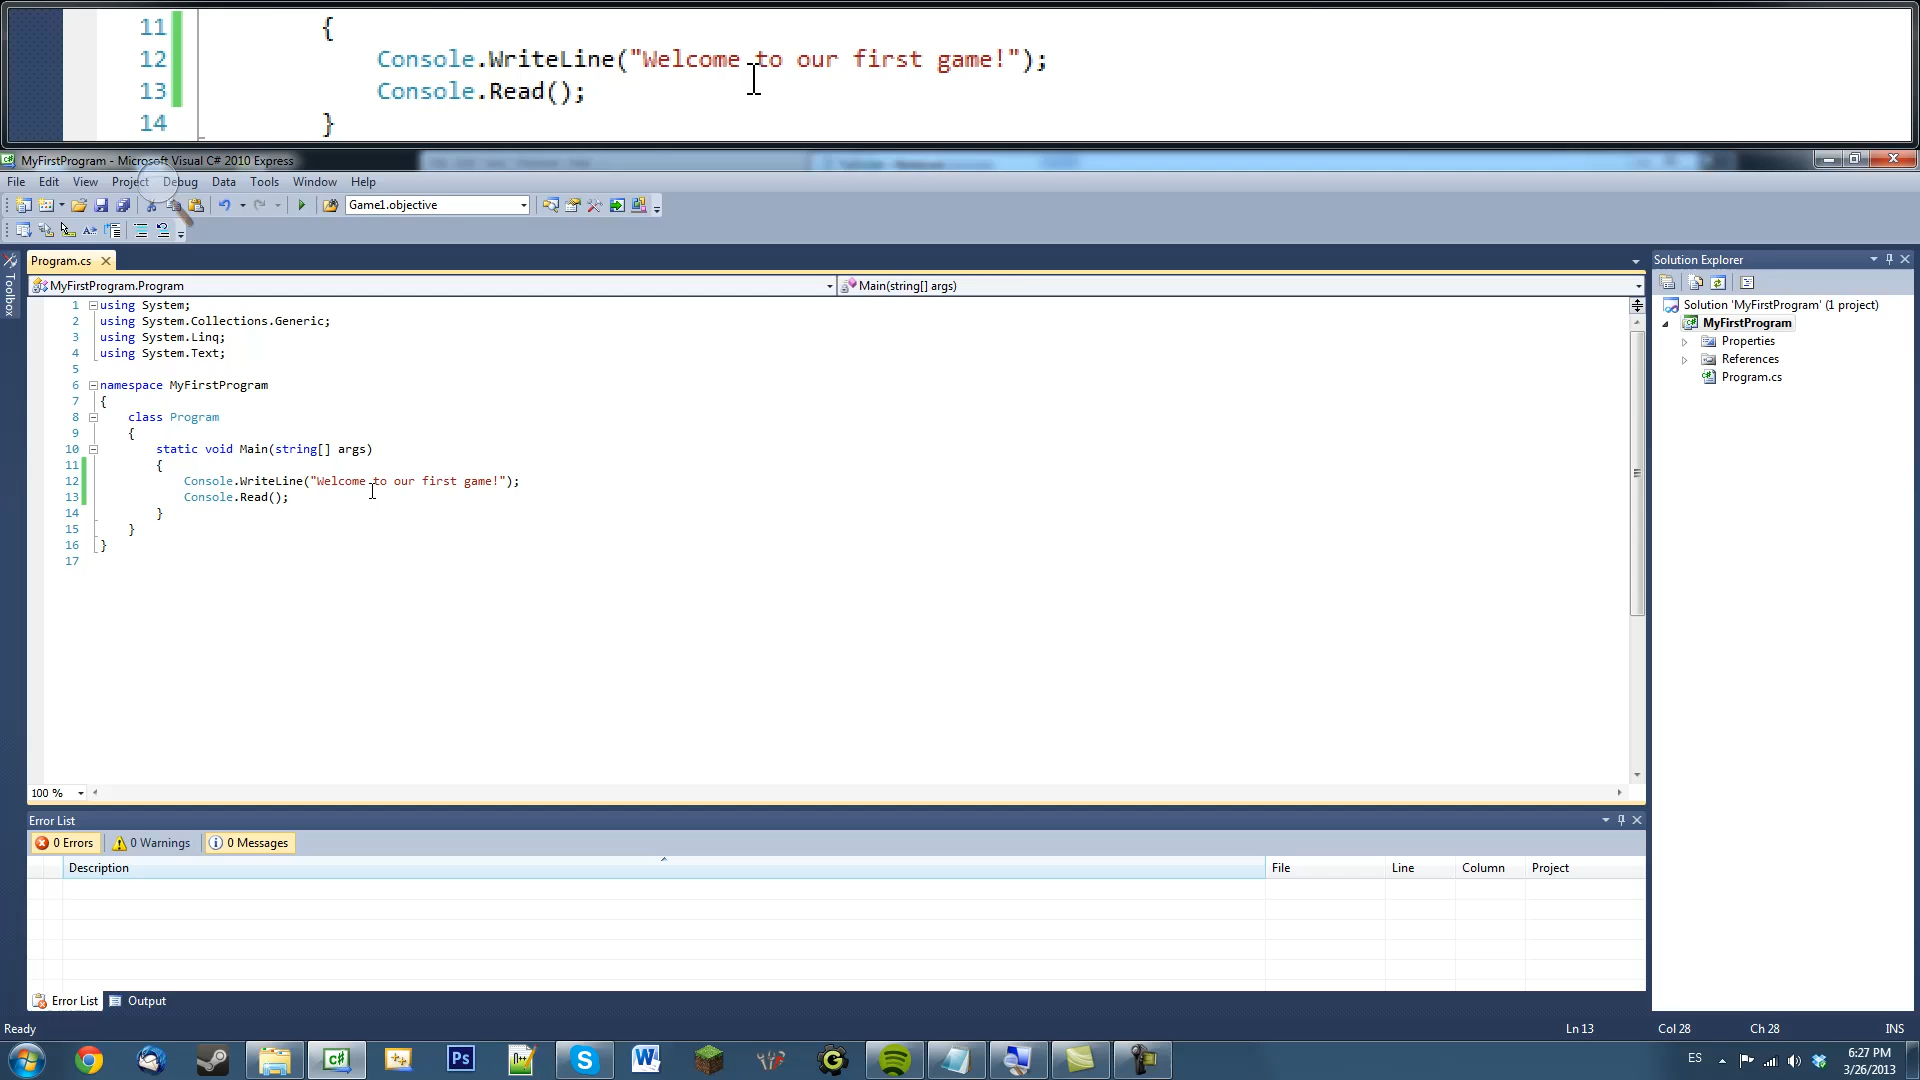 11 {
12 Console.WriteLine("Welcome to our first game!");
13 Console.Read();
14 }
MyFirstProgram - Microsoft Visual C# 2010 Express
File Edit View Project Debug Data Tools Window Help
Game1.objective
Program.cs
Solution Explorer
Toolbox
MyFirstProgram.Program
Main(string[] args)
1 using System;
2 using System.Collections.Generic;
3 using System.Linq;
4 using System.Text;
5
6 namespace MyFirstProgram
7 {
8 class Program
9 {
10 static void Main(string[] args)
11 {
12 Console.WriteLine("Welcome to our first game!");
13 Console.Read();
14 }
15 }
16 }
17
Solution 'MyFirstProgram' (1 project)
MyFirstProgram
Properties
References
Program.cs
100 %
Error List
0 Errors 0 Warnings 0 Messages
Description File Line Column Project
Error List Output
Ready Ln 13 Col 28 Ch 28 INS
Ps
ES
6:27 PM
3/26/2013